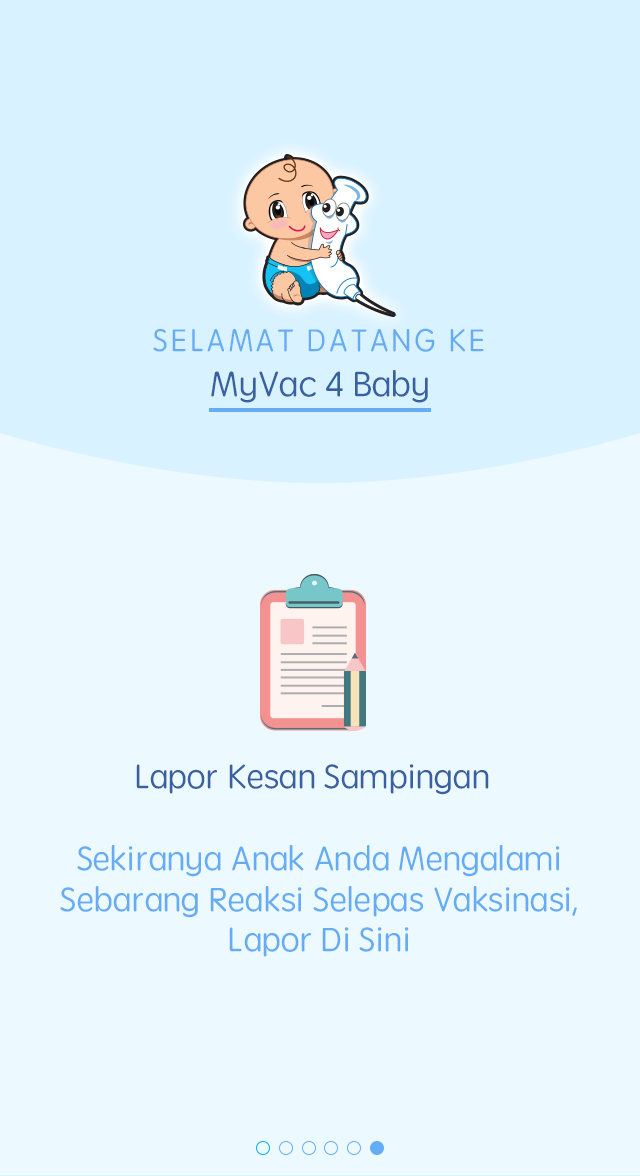 SELAMAT DATANG KE
MyVac 4 Baby
Lapor Kesan Sampingan
Sekiranya Anak Anda Mengalami
Sebarang Reaksi Selepas Vaksinasi,
Lapor Di Sini